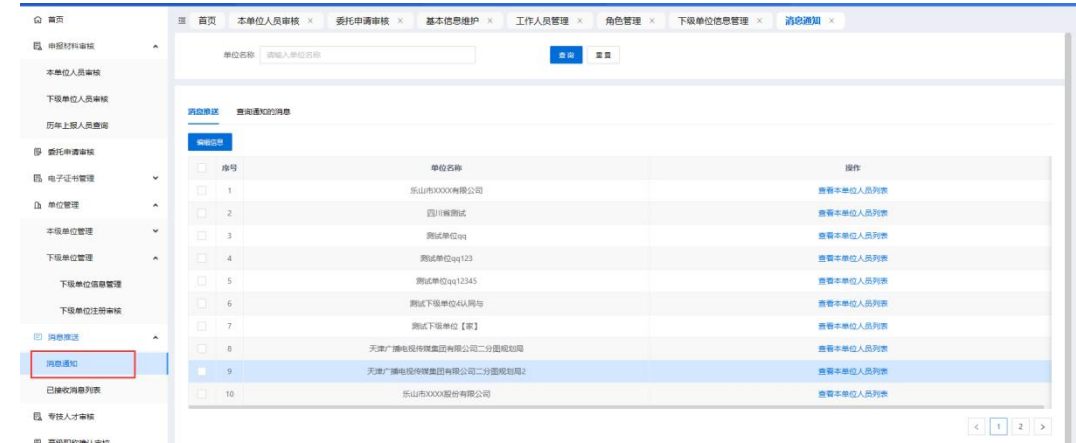 首页
申报材料审核
本单位人员审核
下级单位人员审核
历年上报人员查询
委托申请审核
电子证书管理
单位管理
本级单位管理
下级单位管理
下级单位信息管理
下级单位注册审核
消息推送
消息通知
已接收消息列表
专技人才审核
首页 本单位人员审核 × 委托申请审核 × 基本信息维护 × 工作人员管理 × 角色管理 × 下级单位信息管理 × 消息通知 ×
单位名称 请输入单位名称 查询 重置
消息推送 查询通知的消息
编辑信息
序号 单位名称 操作
1 乐山市XXXX有限公司 查看本单位人员列表
2 四川省测试 查看本单位人员列表
3 测试单位qq 查看本单位人员列表
4 测试单位qq123 查看本单位人员列表
5 测试单位qq12345 查看本单位人员列表
6 测试下级单位4认同与 查看本单位人员列表
7 测试下级单位【家】 查看本单位人员列表
8 天津广播电视传媒集团有限公司二分图规划局 查看本单位人员列表
9 天津广播电视传媒集团有限公司二分图规划局2 查看本单位人员列表
10 乐山市XXXX股份有限公司 查看本单位人员列表
< 1 2 >